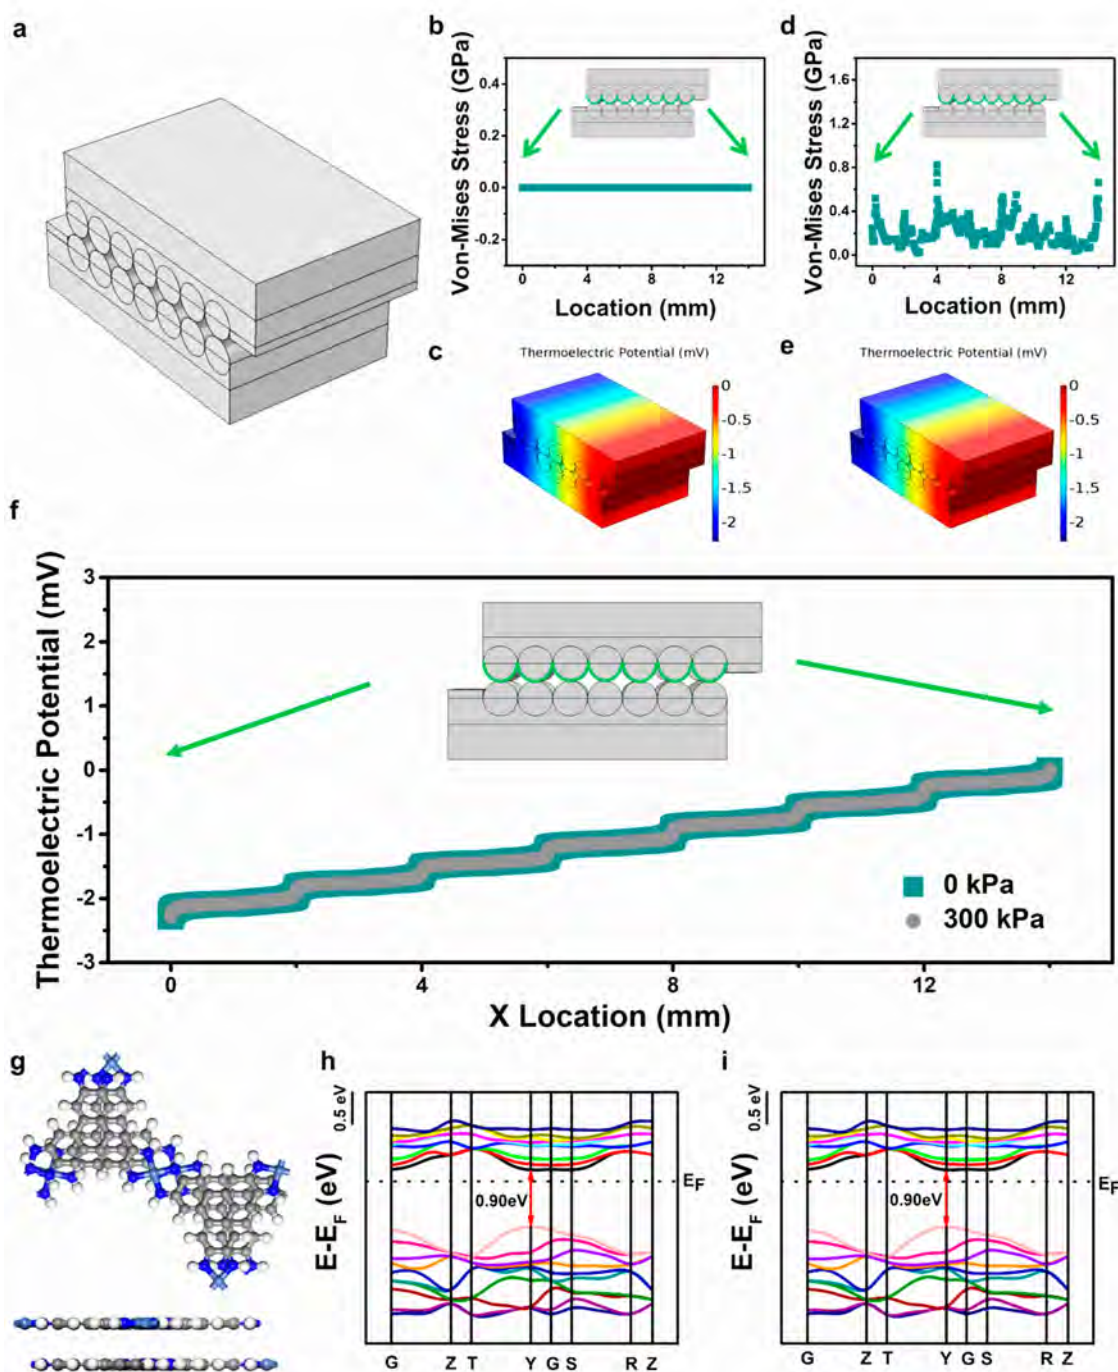 a
b
Von-Mises Stress (GPa)
0.4
0.2
0.0
-0.2
0 4 8 12
Location (mm)
d
Von-Mises Stress (GPa)
1.6
1.2
0.8
0.4
0.0
0 4 8 12
Location (mm)
c
Thermoelectric Potential (mV)
0
-0.5
-1
-1.5
-2
e
Thermoelectric Potential (mV)
0
-0.5
-1
-1.5
-2
f
Thermoelectric Potential (mV)
3
2
1
0
-1
-2
-3
0 kPa
300 kPa
0 4 8 12
X Location (mm)
g
h
0.5 eV
E-EF (eV)
EF
0.90eV
G Z T Y G S R Z
i
0.5 eV
E-EF (eV)
EF
0.90eV
G Z T Y G S R Z